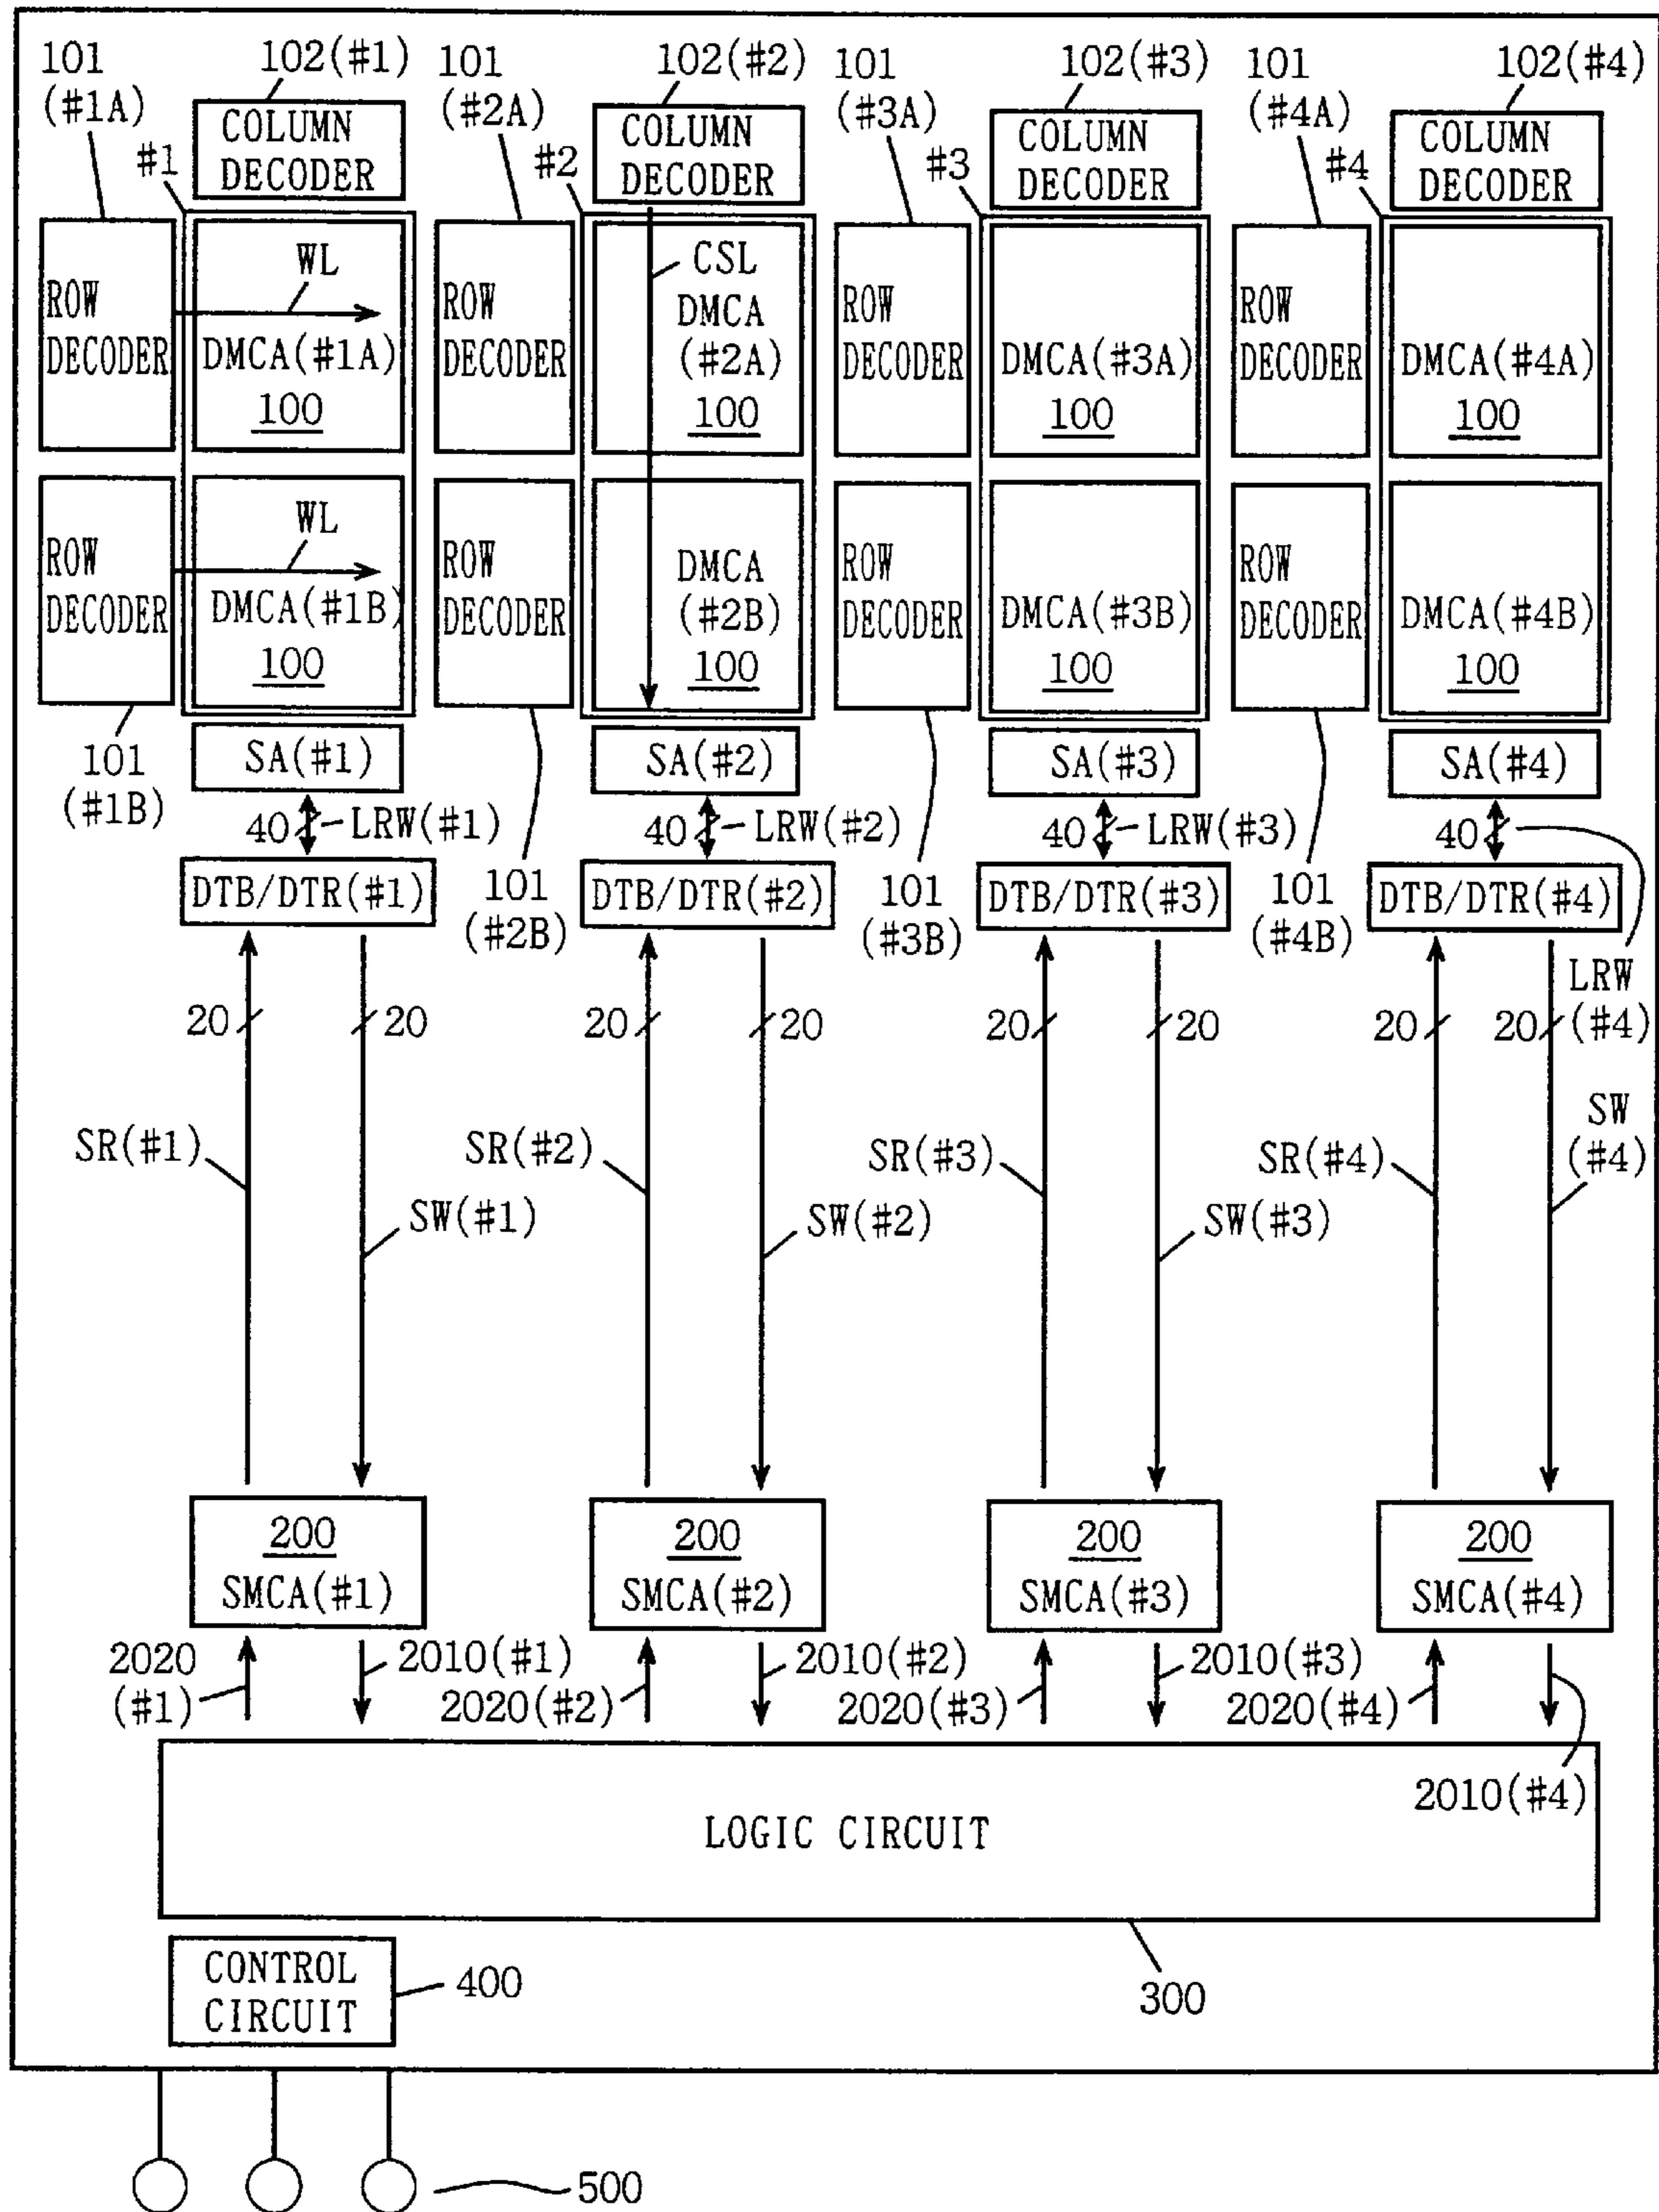 101
(#1A)
102(#1)
101
(#2A)
102(#2)
101
(#3A)
102(#3)
101
(#4A)
102(#4)
COLUMN
DECODER
COLUMN
DECODER
COLUMN
DECODER
COLUMN
DECODER
#1
#2
#3
#4
ROW
DECODER
WL
DMCA(#1A)
100
ROW
DECODER
CSL
DMCA
(#2A)
100
ROW
DECODER
DMCA(#3A)
100
ROW
DECODER
DMCA(#4A)
100
ROW
DECODER
WL
DMCA(#1B)
100
ROW
DECODER
DMCA
(#2B)
100
ROW
DECODER
DMCA(#3B)
100
ROW
DECODER
DMCA(#4B)
100
101
(#1B)
SA(#1)
SA(#2)
SA(#3)
SA(#4)
40
LRW(#1)
40
LRW(#2)
40
LRW(#3)
40
DTB/DTR(#1)
101
(#2B)
DTB/DTR(#2)
101
(#3B)
DTB/DTR(#3)
101
(#4B)
DTB/DTR(#4)
LRW
(#4)
20
20
20
20
20
20
20
20
SR(#1)
SW(#1)
SR(#2)
SW(#2)
SR(#3)
SW(#3)
SR(#4)
SW
(#4)
200
SMCA(#1)
200
SMCA(#2)
200
SMCA(#3)
200
SMCA(#4)
2020
(#1)
2010(#1)
2020(#2)
2010(#2)
2020(#3)
2010(#3)
2020(#4)
2010(#4)
LOGIC CIRCUIT
300
CONTROL
CIRCUIT
400
500